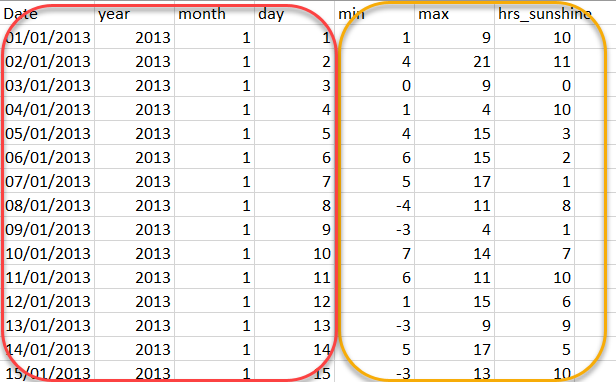 Date year month day min max hrs_sunshine
01/01/2013 2013 1 1 1 9 10
02/01/2013 2013 1 2 4 21 11
03/01/2013 2013 1 3 0 9 0
04/01/2013 2013 1 4 1 4 10
05/01/2013 2013 1 5 4 15 3
06/01/2013 2013 1 6 6 15 2
07/01/2013 2013 1 7 5 17 1
08/01/2013 2013 1 8 -4 11 8
09/01/2013 2013 1 9 -3 4 1
10/01/2013 2013 1 10 7 14 7
11/01/2013 2013 1 11 6 11 10
12/01/2013 2013 1 12 1 15 6
13/01/2013 2013 1 13 -3 9 9
14/01/2013 2013 1 14 5 17 5
15/01/2013 2013 1 15 -3 13 10